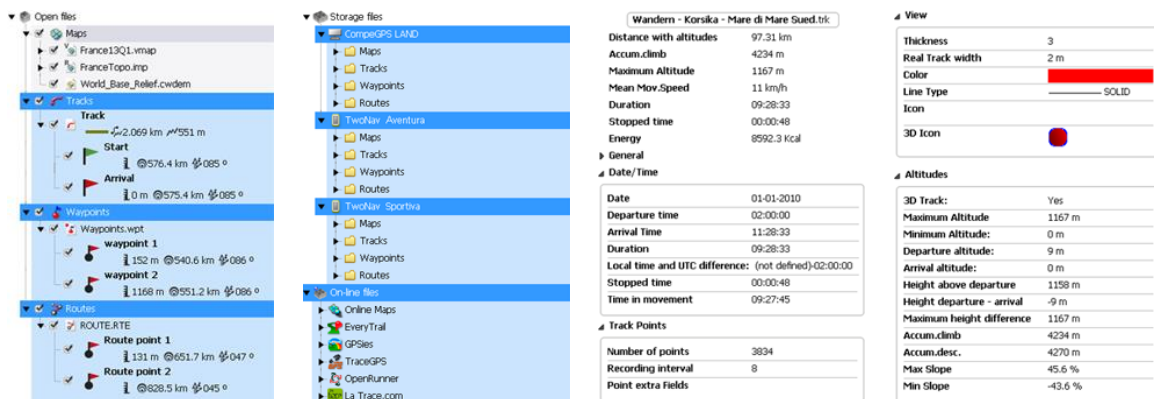 Open files
Maps
France13Q1.vmap
FranceTopo.imp
World_Base_Relief.cwdem
Tracks
Track
2.069 km 551 m
Start
576.4 km 085 º
Arrival
0 m 575.4 km 085 º
Waypoints
Waypoints.wpt
waypoint 1
152 m 540.6 km 086 º
waypoint 2
1168 m 551.2 km 086 º
Routes
ROUTE.RTE
Route point 1
131 m 651.7 km 047 º
Route point 2
828.5 km 045 º
Storage files
CompeGPS LAND
Maps
Tracks
Waypoints
Routes
TwoNav Aventura
Maps
Tracks
Waypoints
Routes
TwoNav Sportiva
Maps
Tracks
Waypoints
Routes
On-line files
Online Maps
EveryTrail
GPSies
TraceGPS
OpenRunner
La Trace.com
Wandern - Korsika - Mare di Mare Sued.trk
Distance with altitudes 97.31 km
Accum.climb 4234 m
Maximum Altitude 1167 m
Mean Mov.Speed 11 km/h
Duration 09:28:33
Stopped time 00:00:48
Energy 8592.3 Kcal
General
Date/Time
Date 01-01-2010
Departure time 02:00:00
Arrival Time 11:28:33
Duration 09:28:33
Local time and UTC difference: (not defined)-02:00:00
Stopped time 00:00:48
Time in movement 09:27:45
Track Points
Number of points 3834
Recording interval 8
Point extra Fields
View
Thickness 3
Real Track width 2 m
Color
Line Type SOLID
Icon
3D Icon
Altitudes
3D Track: Yes
Maximum Altitude 1167 m
Minimum Altitude: 0 m
Departure altitude: 9 m
Arrival altitude: 0 m
Height above departure 1158 m
Height departure - arrival -9 m
Maximum height difference 1167 m
Accum.climb 4234 m
Accum.desc. 4270 m
Max Slope 45.6 %
Min Slope -43.6 %